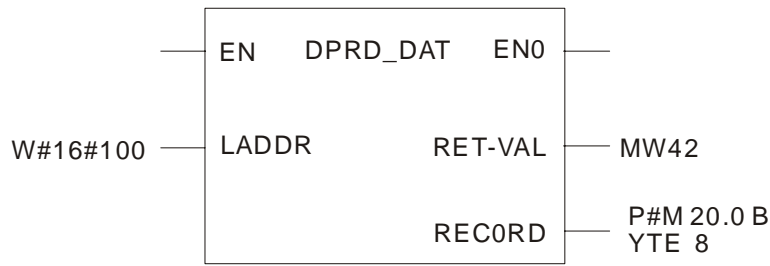 EN DPRD_DAT EN0
W#16#100 LADDR RET-VAL MW42
REC0RD P#M 20.0 B
YTE 8